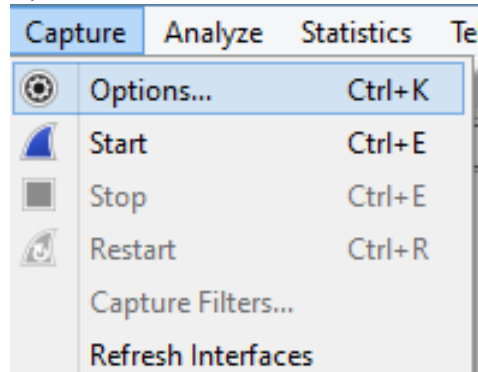 Capture Analyze Statistics Te
Options... Ctrl+K
Start Ctrl+E
Stop Ctrl+E
Restart Ctrl+R
Capture Filters...
Refresh Interfaces